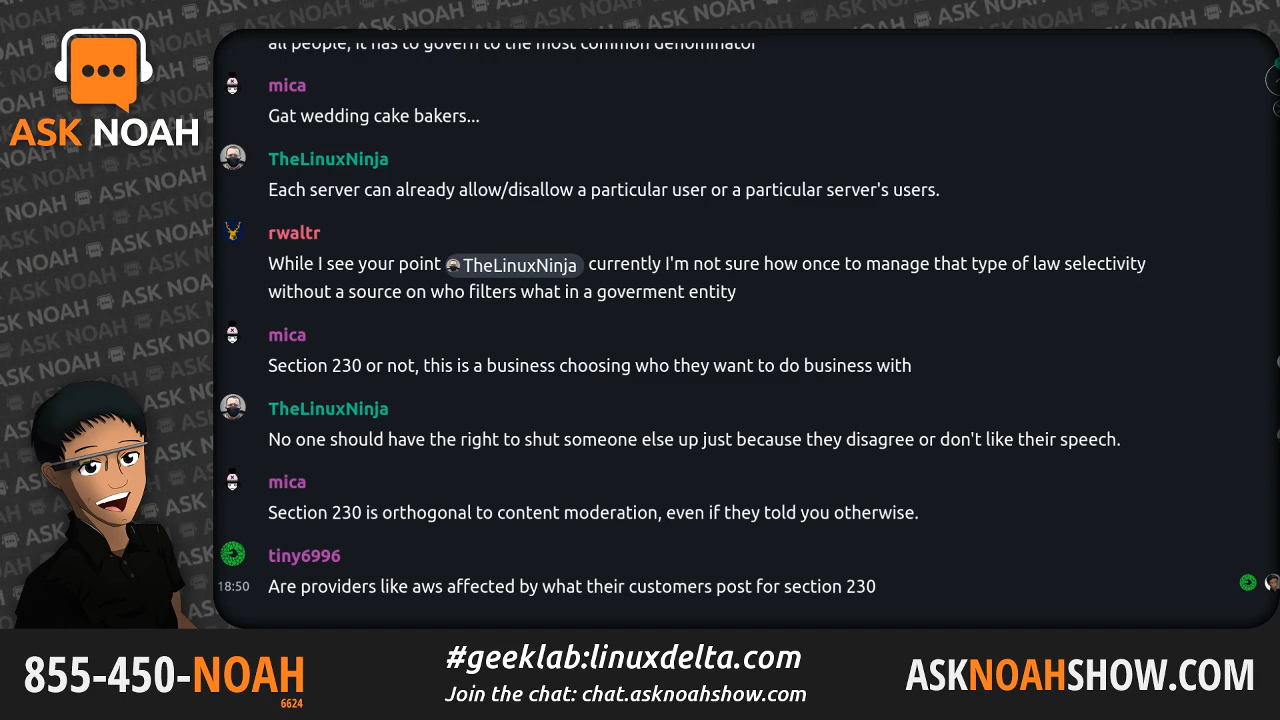 ASK NOAH
all people, it has to govern to the most common denominator
mica
Gat wedding cake bakers...
TheLinuxNinja
Each server can already allow/disallow a particular user or a particular server's users.
rwaltr
While I see your point TheLinuxNinja currently I'm not sure how once to manage that type of law selectivity
without a source on who filters what in a goverment entity
mica
Section 230 or not, this is a business choosing who they want to do business with
TheLinuxNinja
No one should have the right to shut someone else up just because they disagree or don't like their speech.
mica
Section 230 is orthogonal to content moderation, even if they told you otherwise.
tiny6996
18:50 Are providers like aws affected by what their customers post for section 230
855-450-NOAH
6624
#geeklab:linuxdelta.com
Join the chat: chat.asknoahshow.com
ASKNOAHSHOW.COM